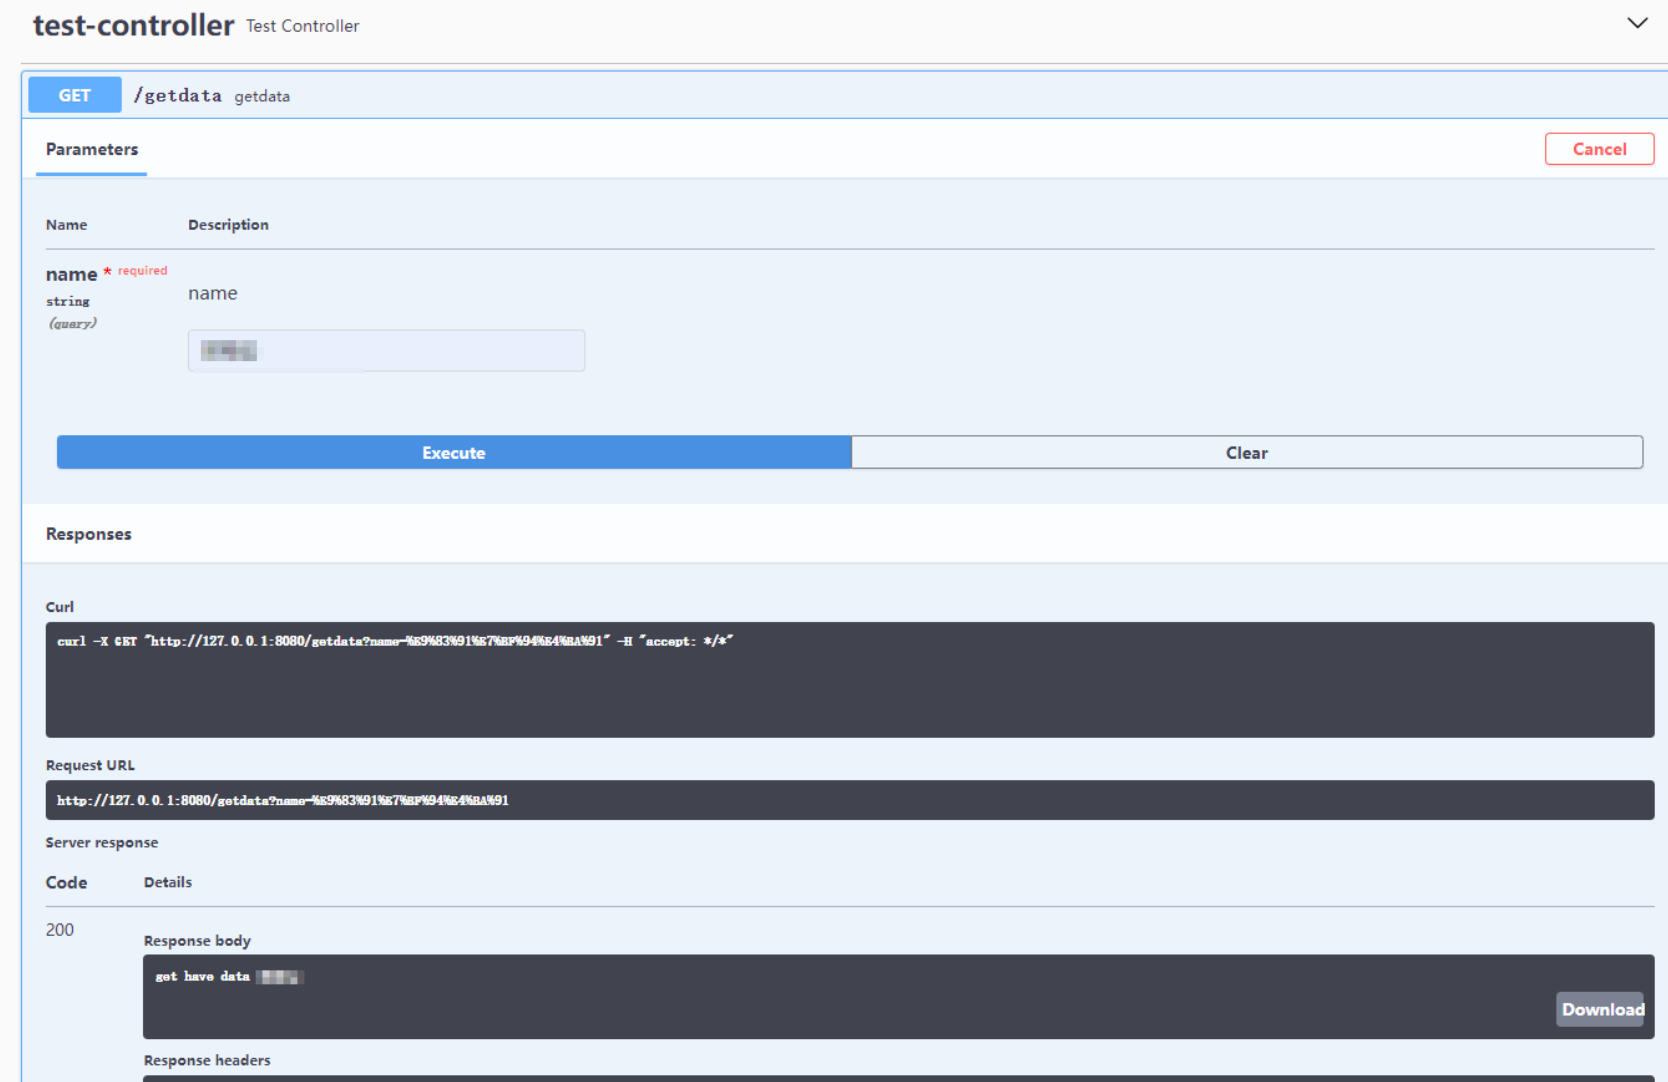 test-controller Test Controller
GET /getdata getdata
Parameters
Cancel
Name Description
name * required
string
(query)
name
Execute
Clear
Responses
Curl
curl -X GET "http://127.0.0.1:8080/getdata?name=%E9%83%91%E7%BF%94%E4%BA%91" -H "accept: */*"
Request URL
http://127.0.0.1:8080/getdata?name=%E9%83%91%E7%BF%94%E4%BA%91
Server response
Code Details
200
Response body
get have data
Download
Response headers